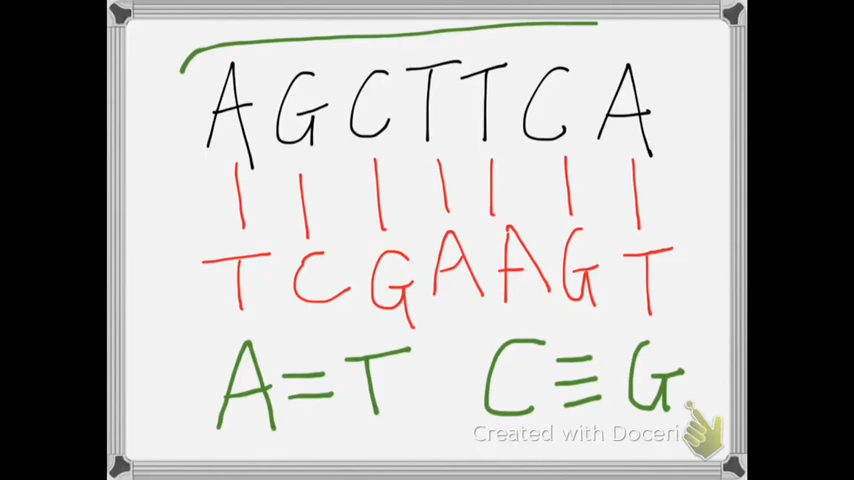 AGCTTCA
TCGAAGT
A=T C≡G
Created with Doceri